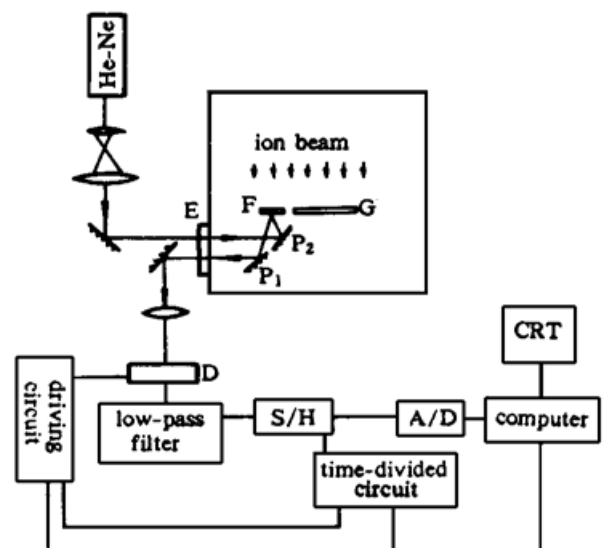 He-Ne
ion beam
E
F
G
P2
P1
CRT
D
driving
circuit
low-pass
filter
S/H
A/D
computer
time-divided
circuit